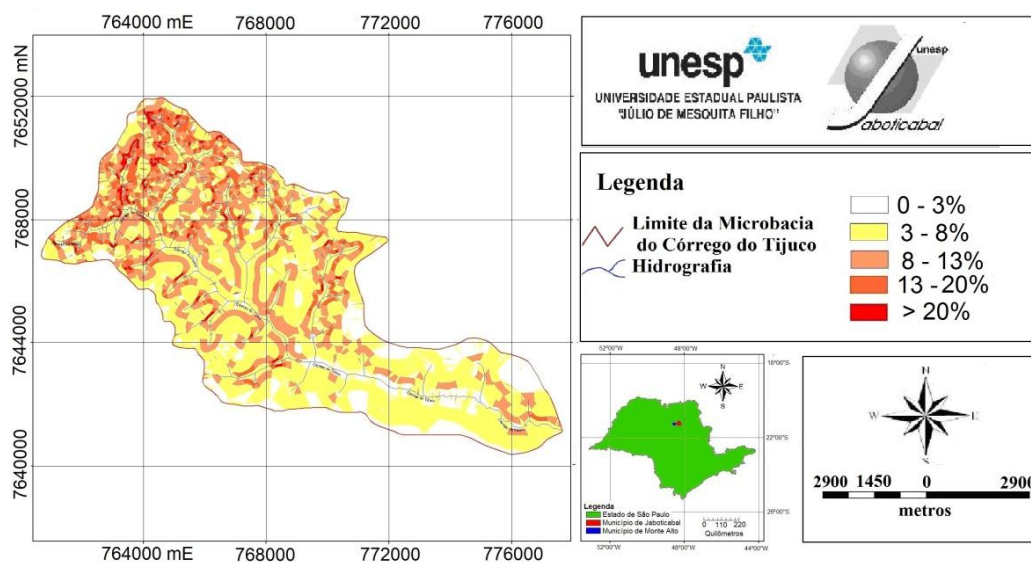 764000 mE 768000 772000 776000
7652000 mN
768000
7644000
7640000
764000 mE 768000 772000 776000
unesp
UNIVERSIDADE ESTADUAL PAULISTA
"JÚLIO DE MESQUITA FILHO"
unesp
Jaboticabal
Legenda
Limite da Microbacia
do Córrego do Tijuco
Hidrografia
0 - 3%
3 - 8%
8 - 13%
13 - 20%
> 20%
52°00"W 48°00"W
18°00"S
22°00"S
26°00"S
N
W E
S
Legenda
Estado de São Paulo
Município de Jaboticabal
Município de Monte Alto
0 110 220
Quilómetros
52°00"W 48°00"W 44°00"W
N
W E
S
2900 1450 0 2900
metros